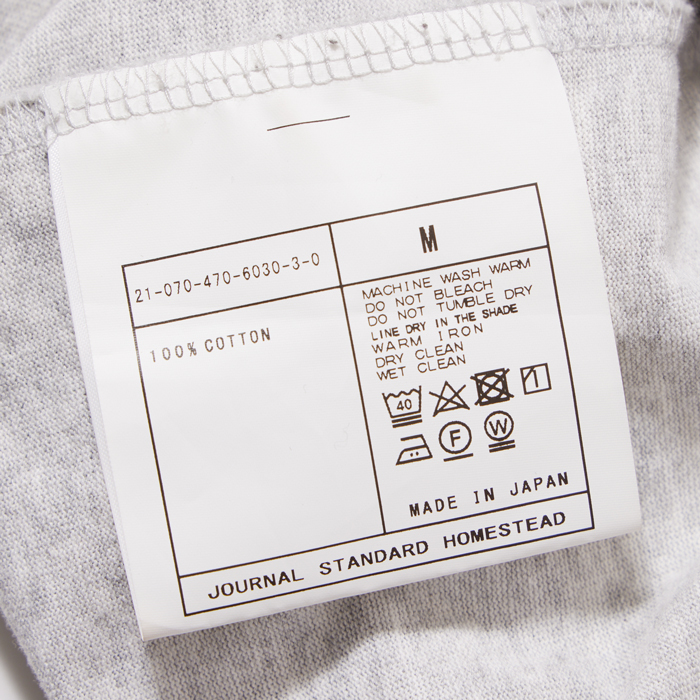 21-070-470-6030-3-0
M
100% COTTON
MACHINE WASH WARM
DO NOT BLEACH
DO NOT TUMBLE DRY
LINE DRY IN THE SHADE
WARM IRON
DRY CLEAN
WET CLEAN
40
F
W
MADE IN JAPAN
JOURNAL STANDARD HOMESTEAD